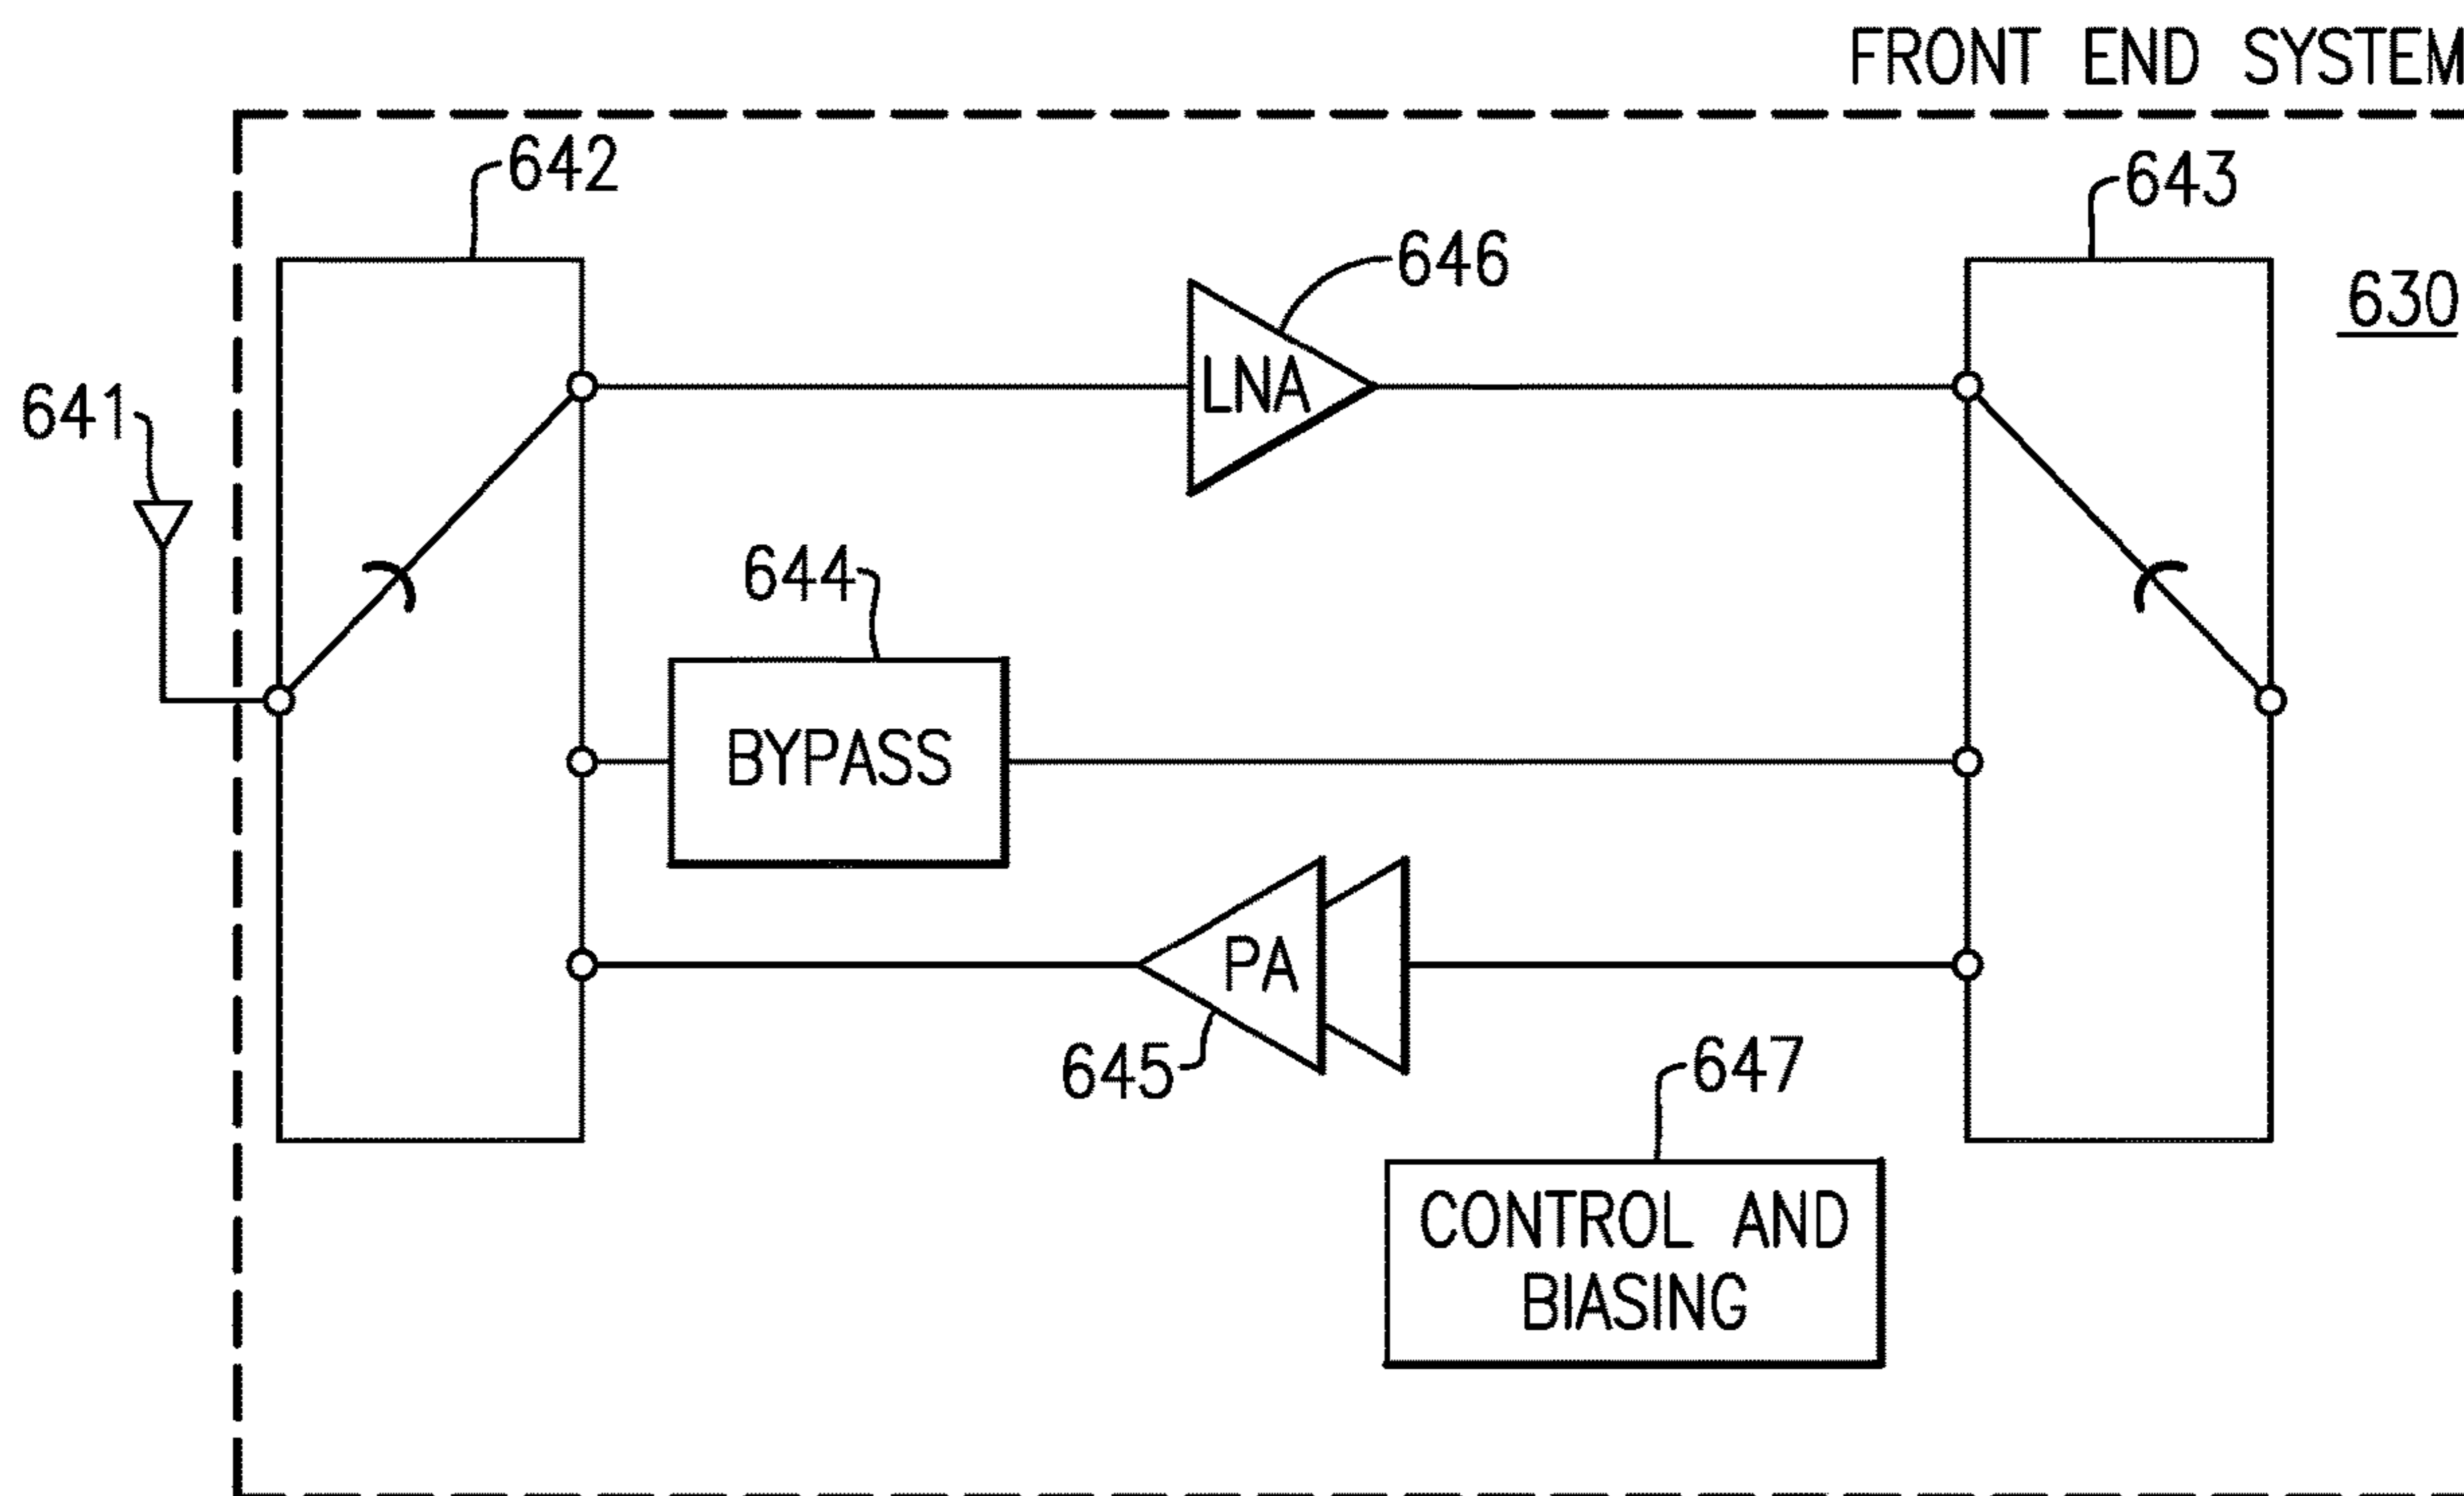 FRONT END SYSTEM
642
643
646
630
LNA
641
644
BYPASS
PA
645
647
CONTROL AND
BIASING